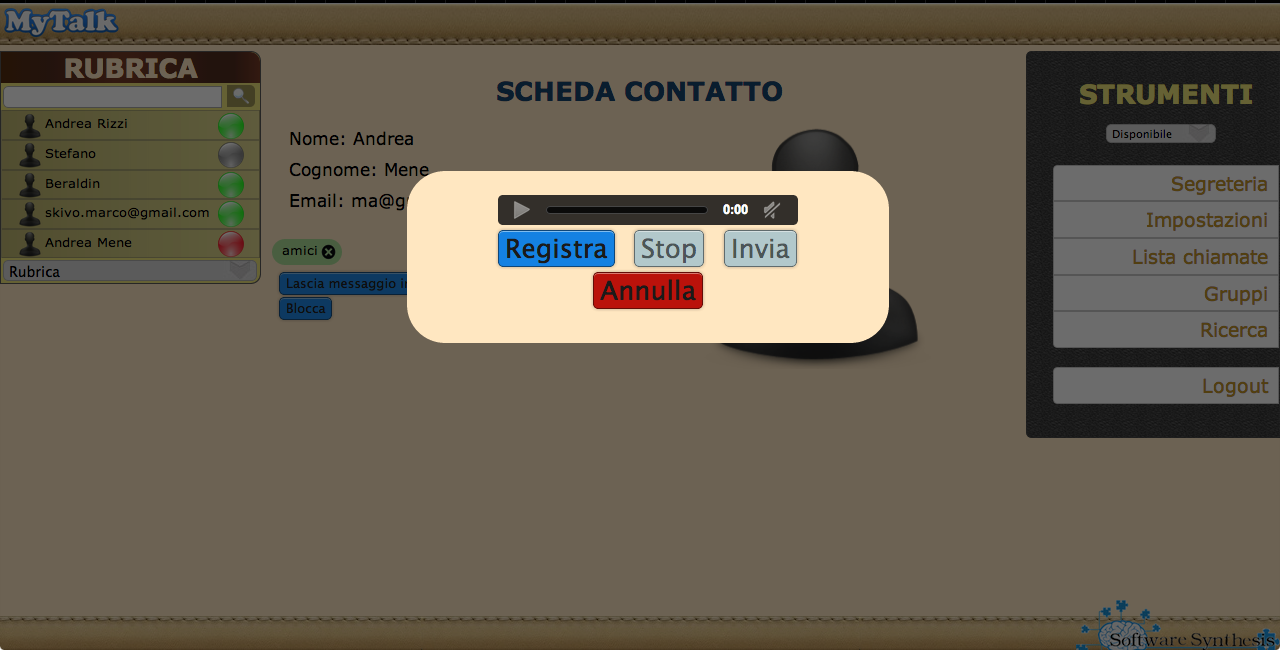 MyTalk
RUBRICA
Andrea Rizzi
Stefano
Beraldin
skivo.marco@gmail.com
Andrea Mene
Rubrica
SCHEDA CONTATTO
Nome: Andrea
Cognome: Mene
Email: ma@g
amici
Lascia messaggio in
Blocca
0:00
Registra Stop Invia
Annulla
STRUMENTI
Disponibile
Segreteria
Impostazioni
Lista chiamate
Gruppi
Ricerca
Logout
Software Synthesis